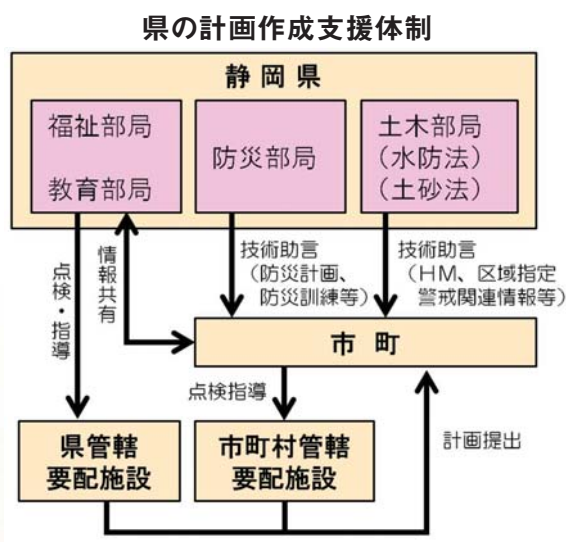 県の計画作成支援体制
静岡県
福祉部局
教育部局
防災部局
土木部局
(水防法)
(土砂法)
点検・指導
情報共有
技術助言
(防災計画、
防災訓練等)
技術助言
(HM、区域指定
警戒関連情報等)
市町
点検指導
県管轄
要配施設
市町村管轄
要配施設
計画提出